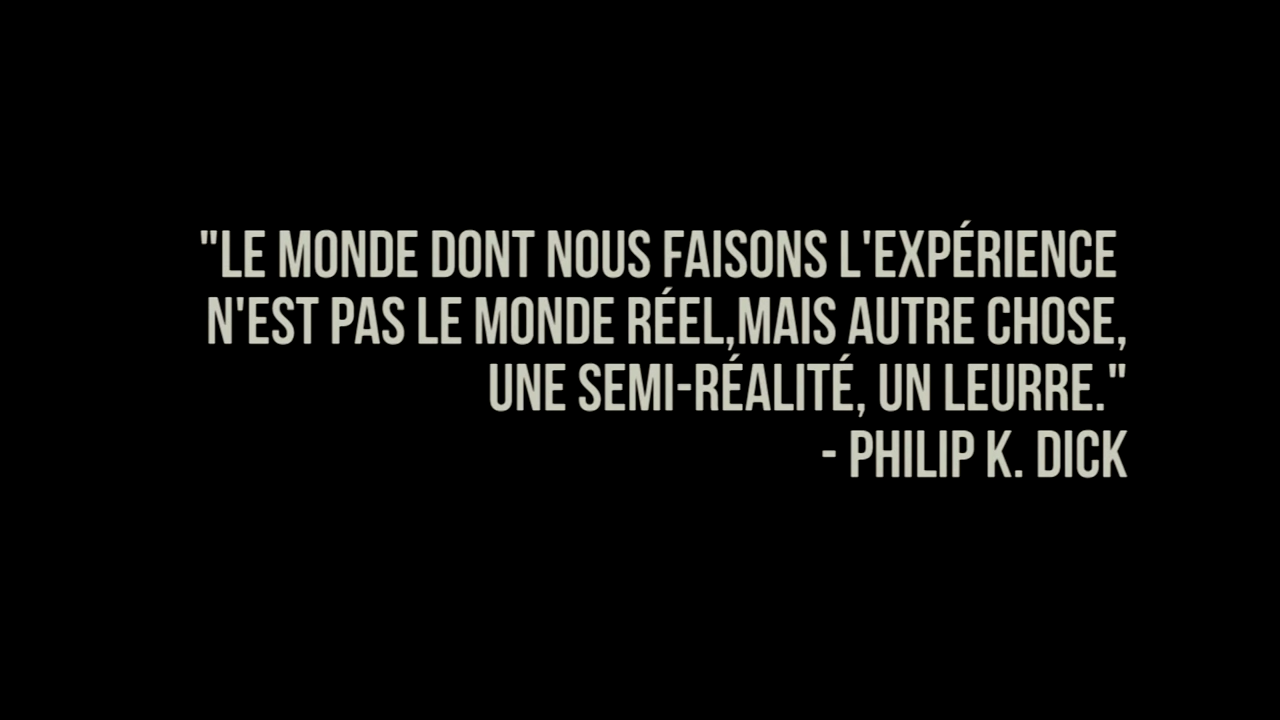 "LE MONDE DONT NOUS FAISONS L'EXPÉRIENCE
N'EST PAS LE MONDE RÉEL,MAIS AUTRE CHOSE,
UNE SEMI-RÉALITÉ, UN LEURRE."
- PHILIP K. DICK